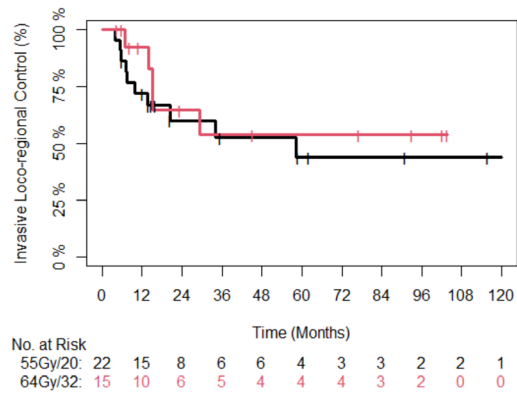 Invasive Loco-regional Control (%)
100 %
75 %
50 %
25 %
0 %
0 12 24 36 48 60 72 84 96 108 120
Time (Months)
No. at Risk
55Gy/20: 22 15 8 6 6 4 3 3 2 2 1
64Gy/32: 15 10 6 5 4 4 4 3 2 0 0